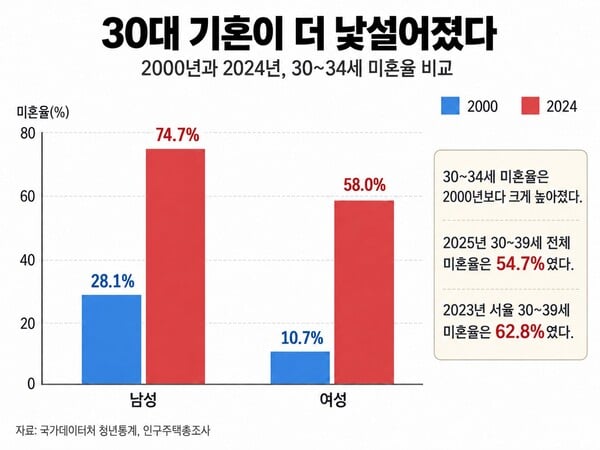 30대 기혼이 더 낯설어졌다
2000년과 2024년, 30~34세 미혼율 비교
2000
2024
미혼율(%)
80
60
40
20
0
28.1%
74.7%
10.7%
58.0%
남성
여성
30~34세 미혼율은
2000년보다 크게 높아졌다.
2025년 30~39세 전체
미혼율은 54.7%였다.
2023년 서울 30~39세
미혼율은 62.8%였다.
자료: 국가데이터처 청년통계, 인구주택총조사